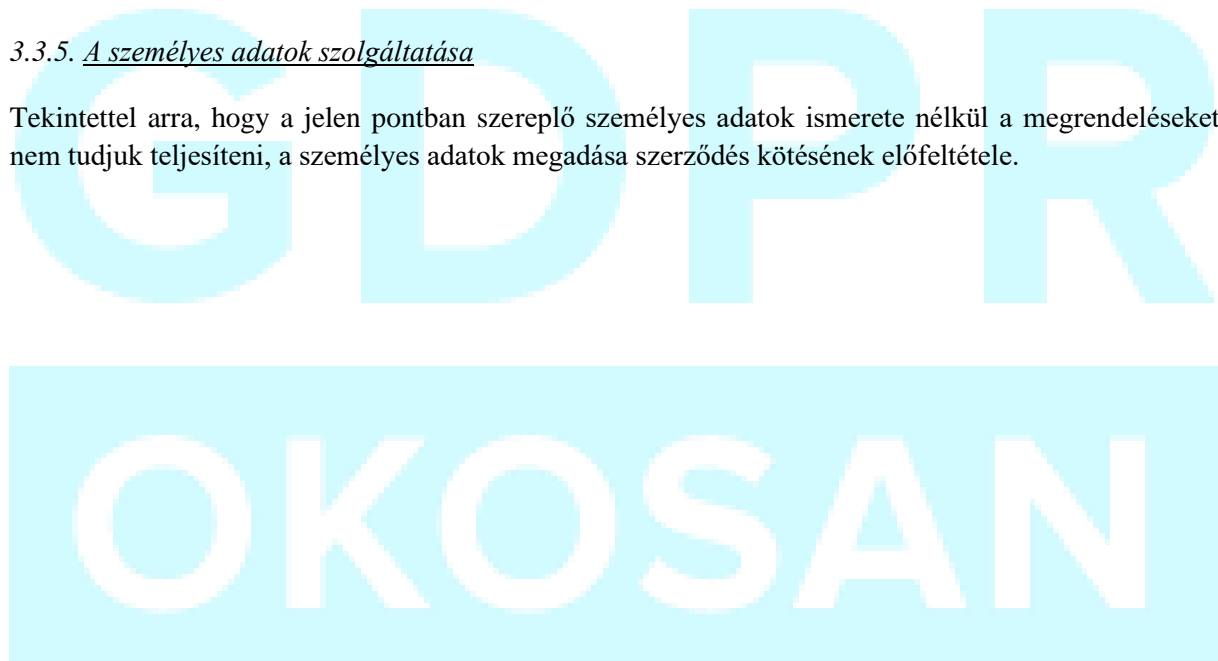 3.3.5. A személyes adatok szolgáltatása
Tekintettel arra, hogy a jelen pontban szereplő személyes adatok ismerete nélkül a megrendeléseket
nem tudjuk teljesíteni, a személyes adatok megadása szerződés kötésének előfeltétele.
GDPR
OKOSAN